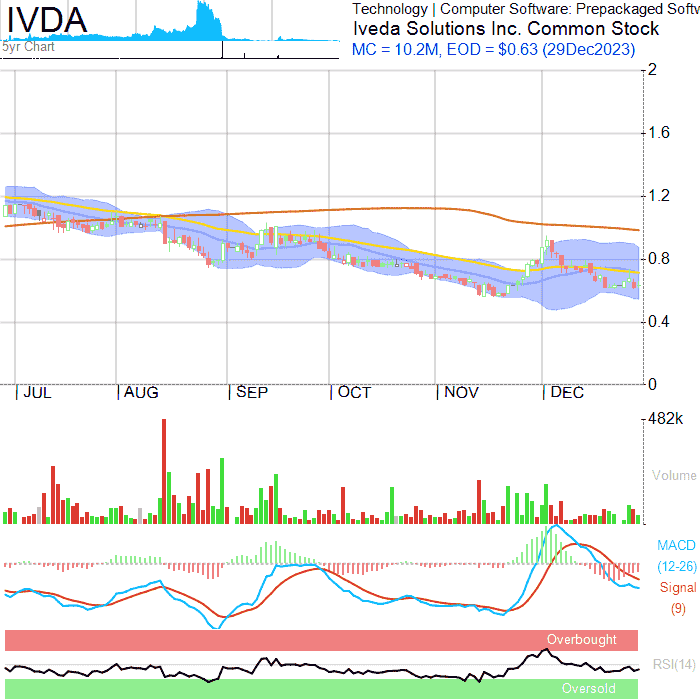 IVDA
5yr Chart
Technology | Computer Software: Prepackaged Softw
Iveda Solutions Inc. Common Stock
MC = 10.2M, EOD = $0.63 (29Dec2023)
2
1.6
1.2
0.8
0.4
0
JUL AUG SEP OCT NOV DEC
482k
Volume
MACD
(12-26)
Signal
(9)
Overbought
RSI(14)
Oversold